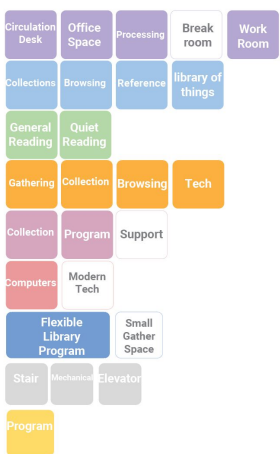 Circulation Desk
Office Space
Processing
Break room
Work Room
Collections
Browsing
Reference
library of things
General Reading
Quiet Reading
Gathering
Collection
Browsing
Tech
Collection
Program
Support
Computers
Modern Tech
Flexible Library Program
Small Gather Space
Stair
Mechanical
Elevator
Program